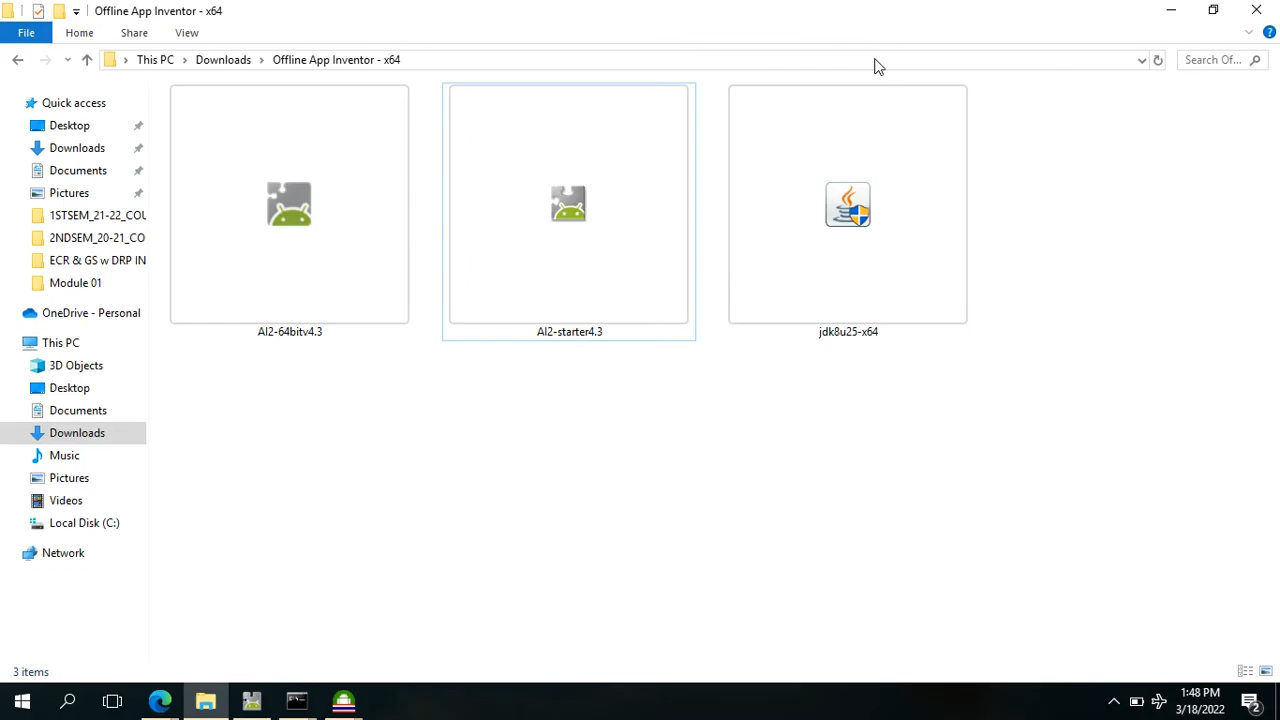 Offline App Inventor - x64
File Home Share View
This PC Downloads Offline App Inventor - x64
Search Of...
Quick access
Desktop
Downloads
Documents
Pictures
1STSEM_21-22_COU
2NDSEM_20-21_CO
ECR & GS w DRP IN
Module 01
OneDrive - Personal
This PC
3D Objects
Desktop
Documents
Downloads
Music
Pictures
Videos
Local Disk (C:)
Network
AI2-64bitv4.3
AI2-starter4.3
jdk8u25-x64
3 items
1:48 PM
3/18/2022
2